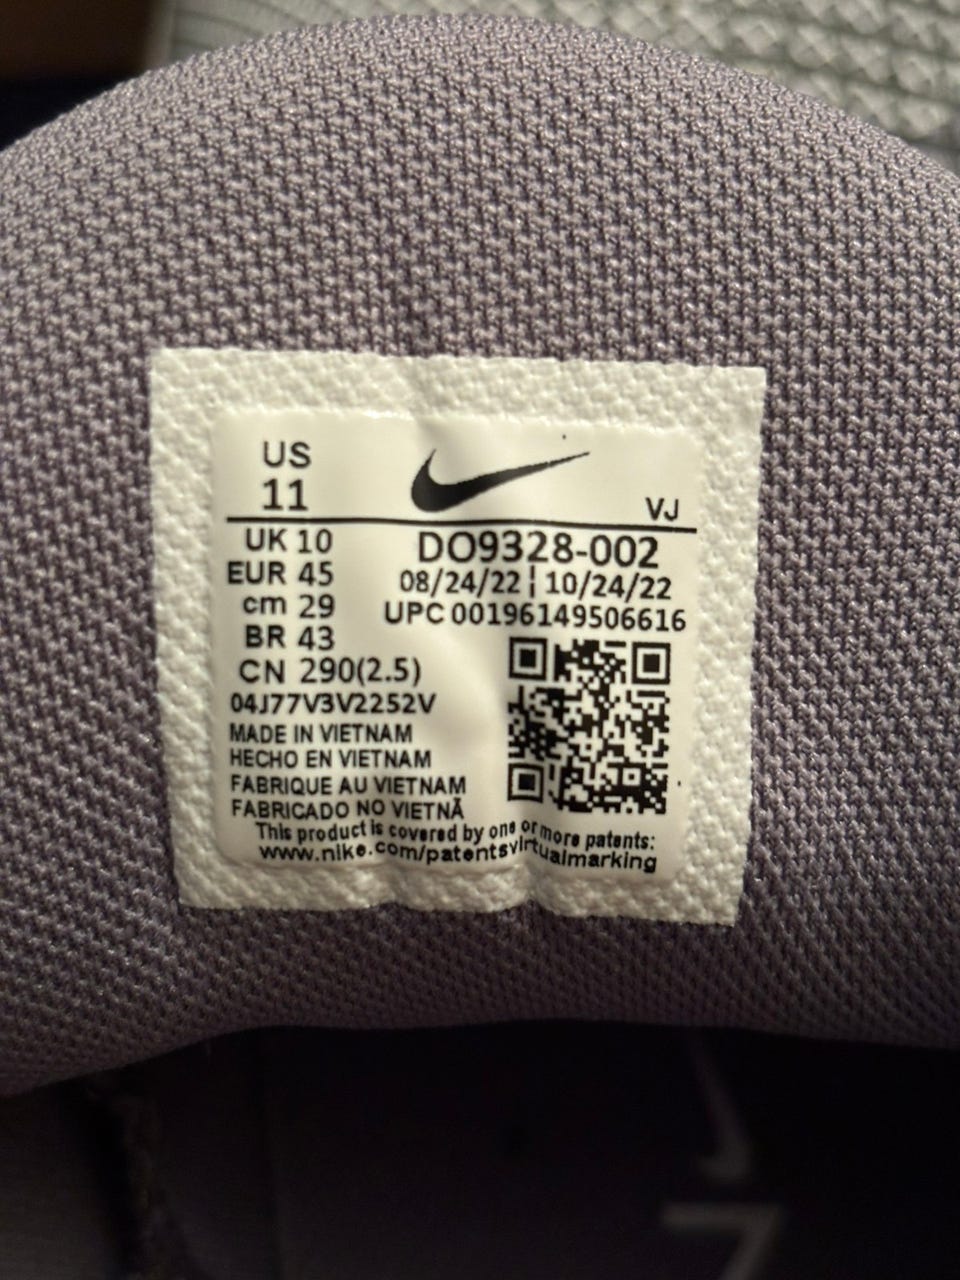 US
11
VJ
UK 10
EUR 45
cm 29
BR 43
CN 290(2.5)
DO9328-002
08/24/22 ¦ 10/24/22
UPC 00196149506616
04J77V3V2252V
MADE IN VIETNAM
HECHO EN VIETNAM
FABRIQUE AU VIETNAM
FABRICADO NO VIETNÃ
This product is covered by one or more patents:
www.nike.com/patentsvirtualmarking